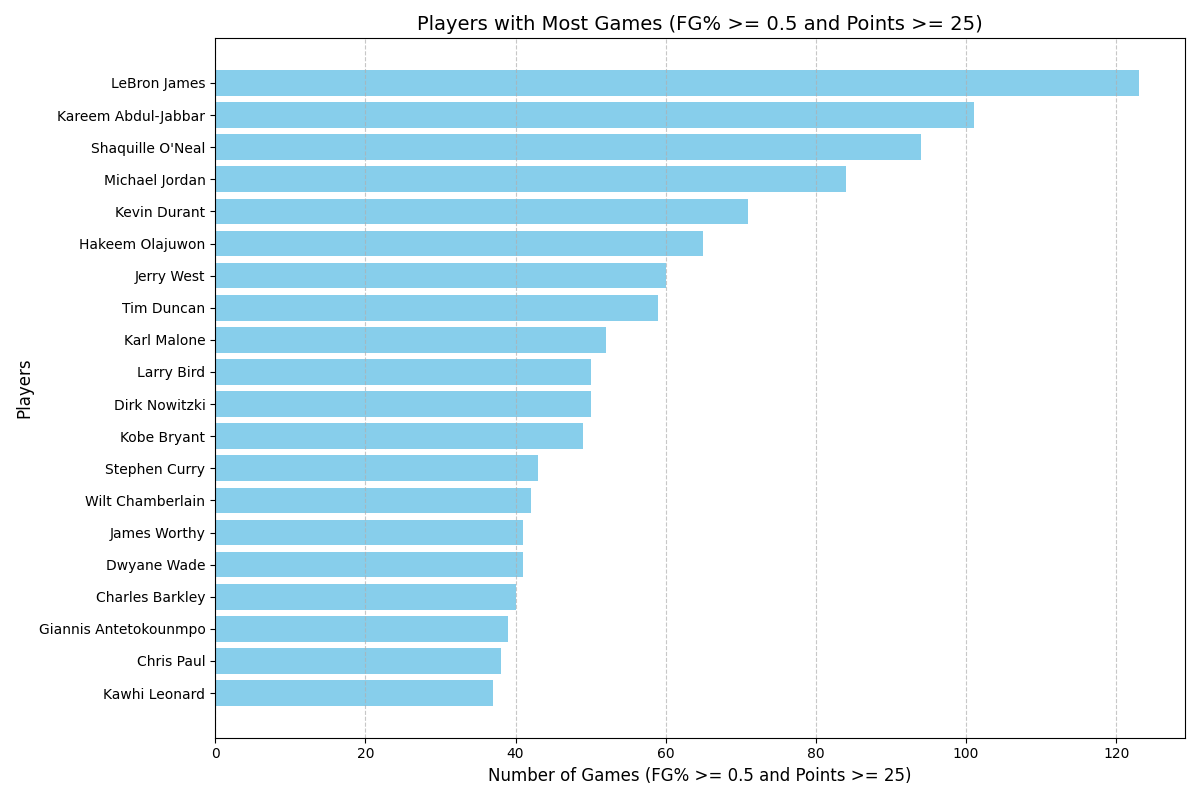 Players with Most Games (FG% >= 0.5 and Points >= 25)
Players
LeBron James
Kareem Abdul-Jabbar
Shaquille O'Neal
Michael Jordan
Kevin Durant
Hakeem Olajuwon
Jerry West
Tim Duncan
Karl Malone
Larry Bird
Dirk Nowitzki
Kobe Bryant
Stephen Curry
Wilt Chamberlain
James Worthy
Dwyane Wade
Charles Barkley
Giannis Antetokounmpo
Chris Paul
Kawhi Leonard
0 20 40 60 80 100 120
Number of Games (FG% >= 0.5 and Points >= 25)